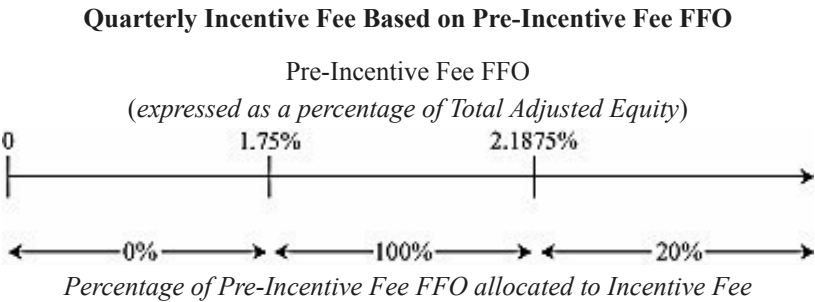 Quarterly Incentive Fee Based on Pre-Incentive Fee FFO
Pre-Incentive Fee FFO
(expressed as a percentage of Total Adjusted Equity)
0 1.75% 2.1875%
0% 100% 20%
Percentage of Pre-Incentive Fee FFO allocated to Incentive Fee